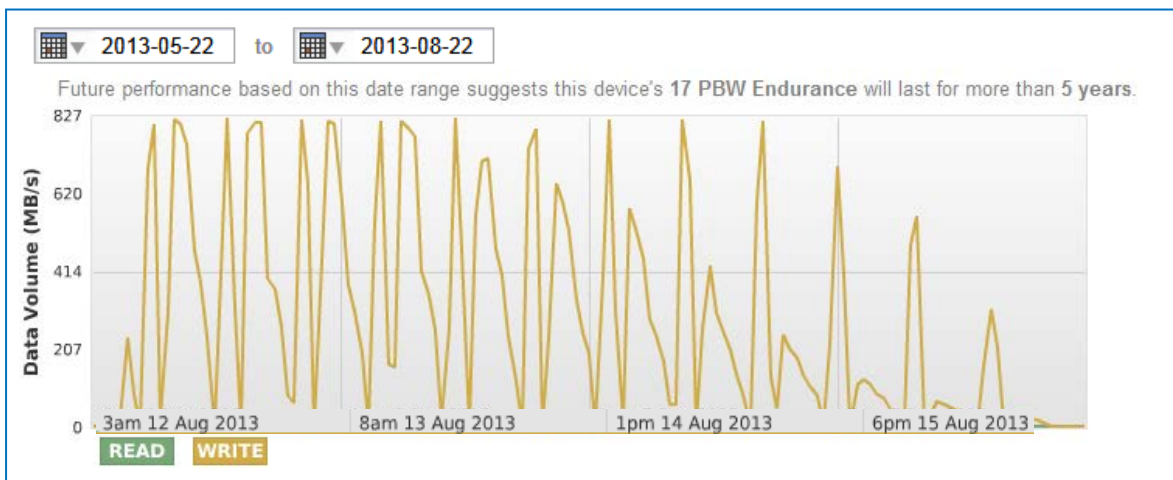 2013-05-22 to 2013-08-22
Future performance based on this date range suggests this device's 17 PBW Endurance will last for more than 5 years.
Data Volume (MB/s)
827
620
414
207
0
3am 12 Aug 2013 8am 13 Aug 2013 1pm 14 Aug 2013 6pm 15 Aug 2013
READ WRITE